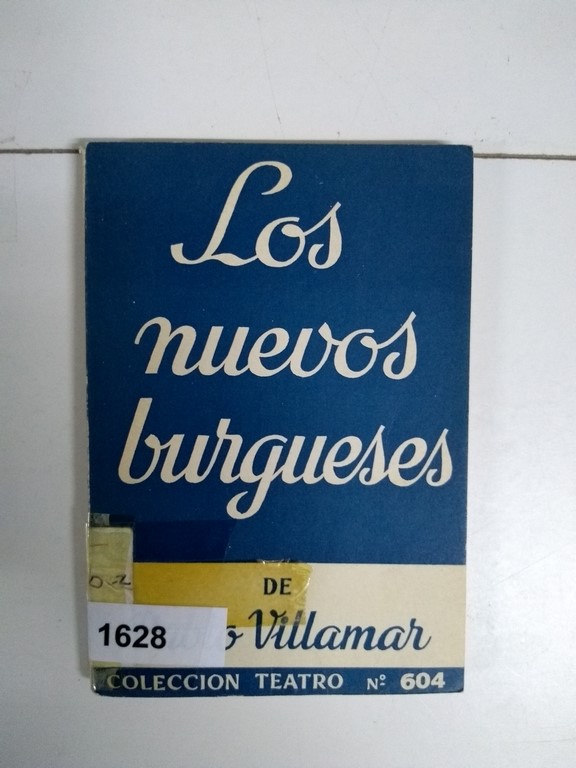 Los
nuevos
burgueses
DE
Villamar
1628
COLECCION TEATRO Nº 604